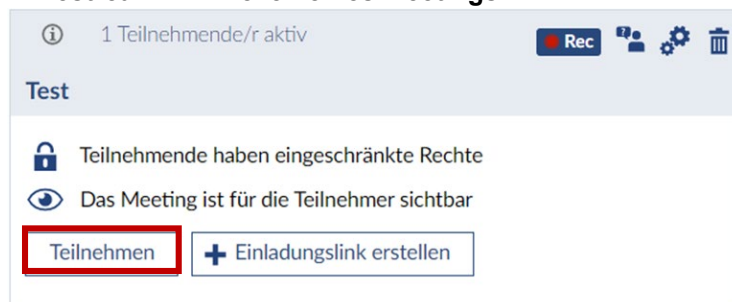 1 Teilnehmende/r aktiv
Rec
Test
Teilnehmende haben eingeschränkte Rechte
Das Meeting ist für die Teilnehmer sichtbar
Teilnehmen
+ Einladungslink erstellen